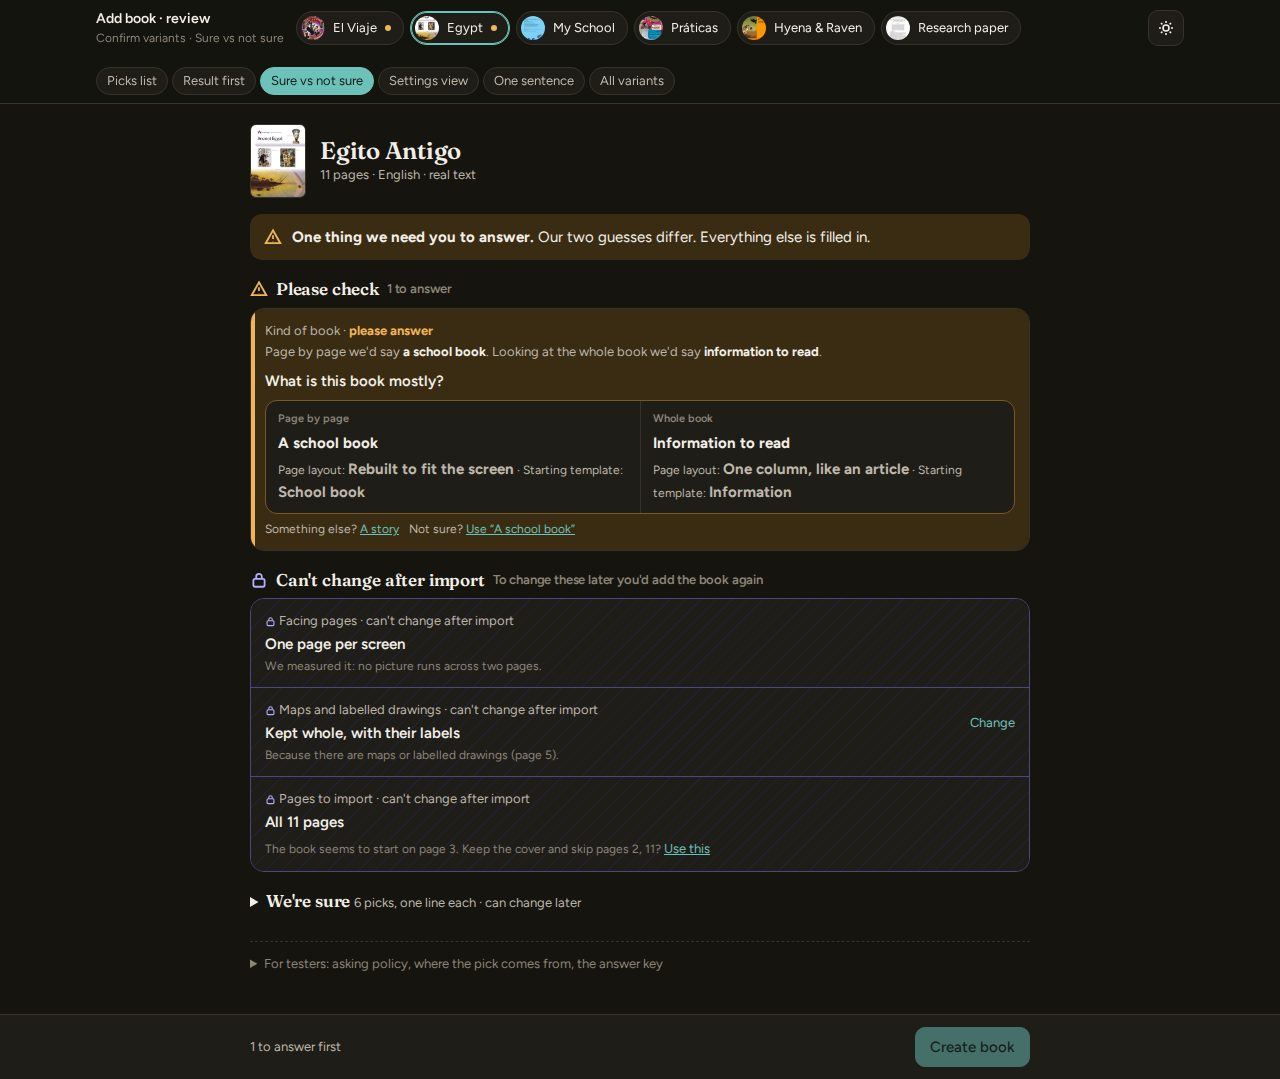 Add book · review
Confirm variants · Sure vs not sure
El Viaje
Egypt
My School
Práticas
Hyena & Raven
Research paper
Picks list
Result first
Sure vs not sure
Settings view
One sentence
All variants
Egito Antigo
11 pages · English · real text
One thing we need you to answer. Our two guesses differ. Everything else is filled in.
Please check 1 to answer
Kind of book · please answer
Page by page we'd say a school book. Looking at the whole book we'd say information to read.
What is this book mostly?
Page by page
A school book
Page layout: Rebuilt to fit the screen · Starting template:
School book
Whole book
Information to read
Page layout: One column, like an article · Starting
template: Information
Something else? A story Not sure? Use “A school book”
Can't change after import To change these later you'd add the book again
Facing pages · can't change after import
One page per screen
We measured it: no picture runs across two pages.
Maps and labelled drawings · can't change after import
Kept whole, with their labels
Because there are maps or labelled drawings (page 5).
Change
Pages to import · can't change after import
All 11 pages
The book seems to start on page 3. Keep the cover and skip pages 2, 11? Use this
We're sure 6 picks, one line each · can change later
For testers: asking policy, where the pick comes from, the answer key
1 to answer first
Create book